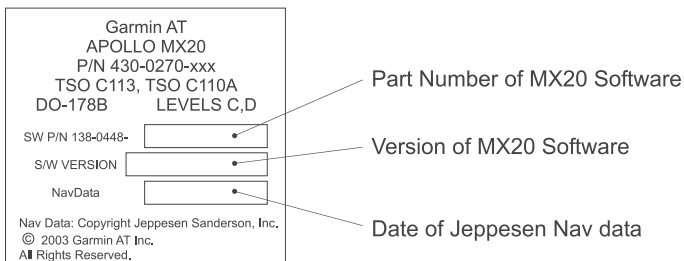 Garmin AT
APOLLO MX20
P/N 430-0270-xxx
TSO C113, TSO C110A
DO-178B LEVELS C,D
SW P/N 138-0448-
S/W VERSION
NavData
Nav Data: Copyright Jeppesen Sanderson, Inc.
© 2003 Garmin AT Inc.
All Rights Reserved.
Part Number of MX20 Software
Version of MX20 Software
Date of Jeppesen Nav data